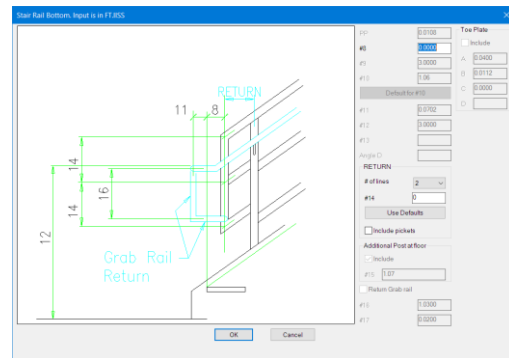 Stair Rail Bottom. Input is in FT.IISS
RETURN
11
8
14
16
14
12
Grab Rail
Return
PP 0.0108
#8 0.0000
#9 3.0000
#10 1.06
Default for #10
#11 0.0702
#12 3.0000
#13
Angle D
RETURN
# of lines 2
#14 0
Use Defaults
Include pickets
Additional Post at floor
Include
#15 1.07
Return Grab rail
#16 1.0300
#17 0.0200
Toe Plate
Include
A 0.0400
B 0.0112
C 0.0000
D
OK
Cancel